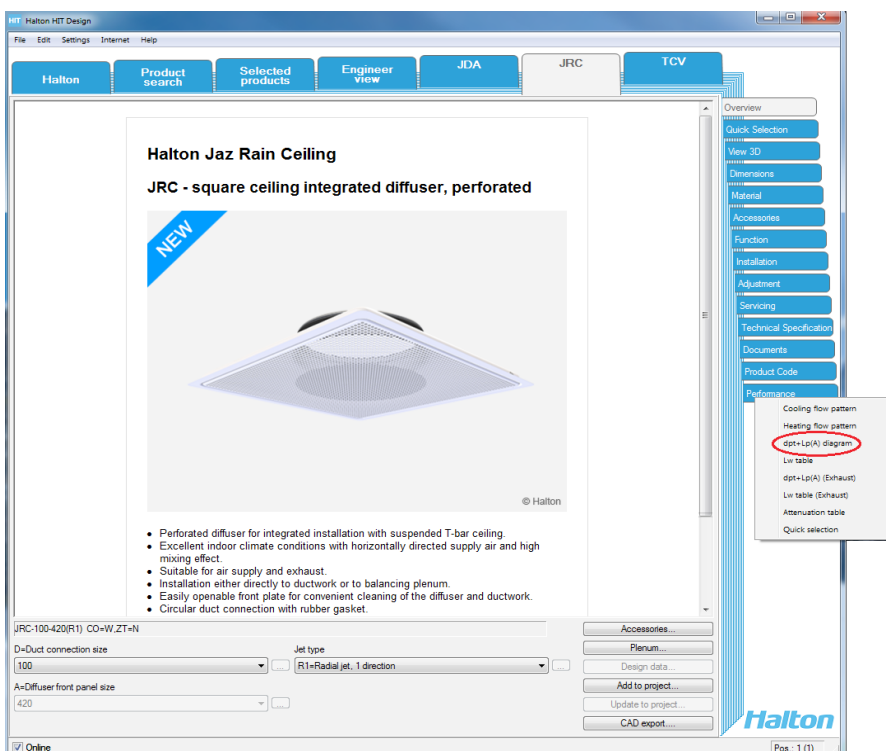 HIT Halton HIT Design
File Edit Settings Internet Help
Halton
Product search
Selected products
Engineer view
JDA
JRC
TCV
Overview
Quick Selection
View 3D
Dimensions
Material
Accessories
Function
Installation
Adjustment
Servicing
Technical Specification
Documents
Product Code
Performance
Cooling flow pattern
Heating flow pattern
dpt+Lp(A) diagram
Lw table
dpt+Lp(A) (Exhaust)
Lw table (Exhaust)
Attenuation table
Quick selection
Halton Jaz Rain Ceiling
JRC - square ceiling integrated diffuser, perforated
NEW
© Halton
• Perforated diffuser for integrated installation with suspended T-bar ceiling.
• Excellent indoor climate conditions with horizontally directed supply air and high
mixing effect.
• Suitable for air supply and exhaust.
• Installation either directly to ductwork or to balancing plenum.
• Easily openable front plate for convenient cleaning of the diffuser and ductwork.
• Circular duct connection with rubber gasket.
JRC-100-420(R1) CO=W,ZT=N
D=Duct connection size
100
...
Jet type
R1=Radial jet, 1 direction
...
A=Diffuser front panel size
420
...
Accessories...
Plenum...
Design data...
Add to project...
Update to project...
CAD export....
Halton
Online
Pos.: 1 (1)